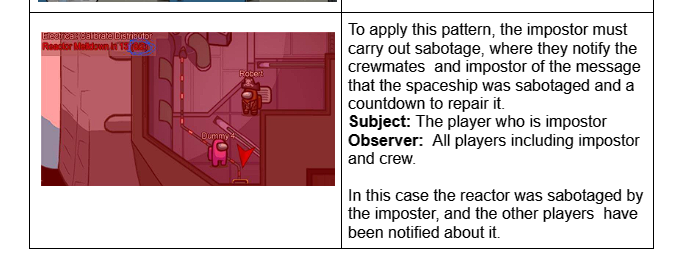 Electrical: Calibrate Distributor
Reactor Meltdown in 13 (0/2)
Robert
Dummy 4
To apply this pattern, the impostor must
carry out sabotage, where they notify the
crewmates and impostor of the message
that the spaceship was sabotaged and a
countdown to repair it.
Subject: The player who is impostor
Observer: All players including impostor
and crew.
In this case the reactor was sabotaged by
the imposter, and the other players have
been notified about it.